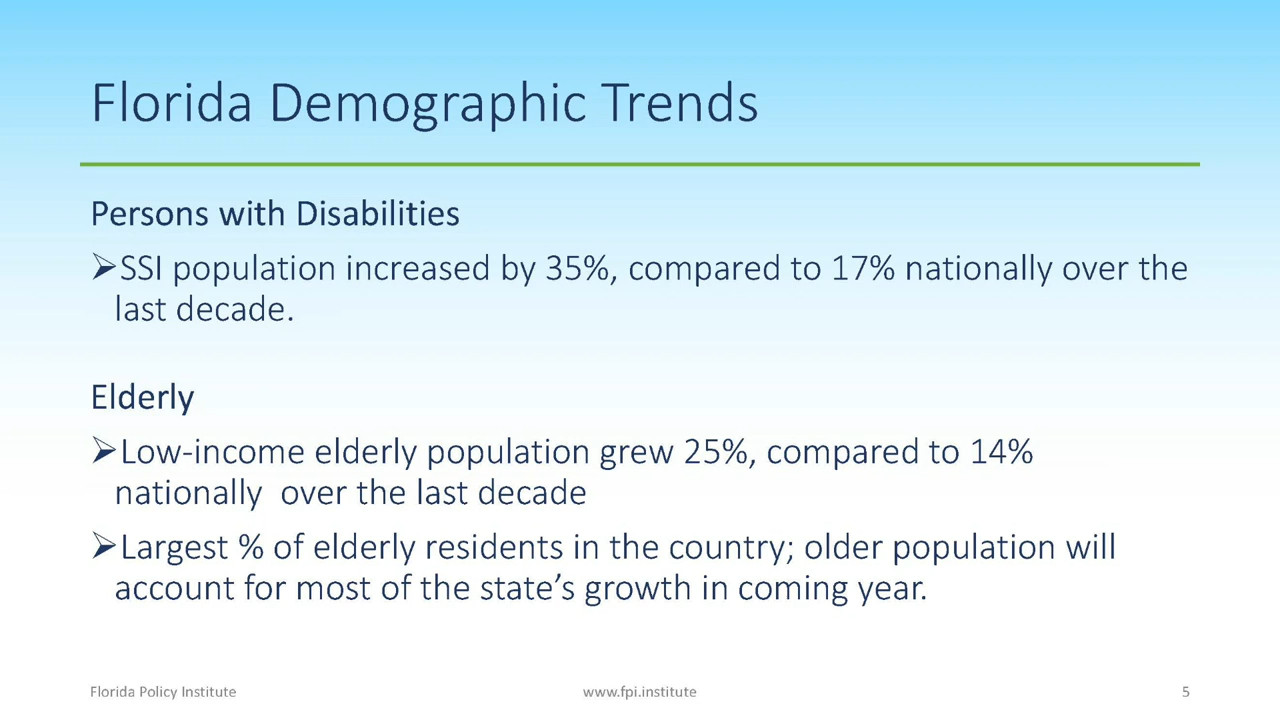 Florida Demographic Trends
Persons with Disabilities
➢SSI population increased by 35%, compared to 17% nationally over the
last decade.
Elderly
➢Low-income elderly population grew 25%, compared to 14%
nationally  over the last decade
➢Largest % of elderly residents in the country; older population will
account for most of the state’s growth in coming year.
Florida Policy Institute
www.fpi.institute
5